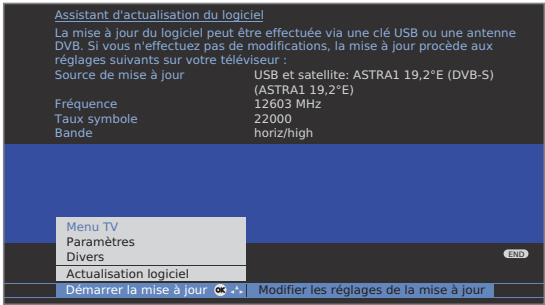 Assistant d'actualisation du logiciel
La mise à jour du logiciel peut être effectuée via une clé USB ou une antenne
DVB. Si vous n'effectuez pas de modifications, la mise à jour procède aux
réglages suivants sur votre téléviseur :
Source de mise à jour USB et satellite: ASTRA1 19,2°E (DVB-S)
(ASTRA1 19,2°E)
Fréquence 12603 MHz
Taux symbole 22000
Bande horiz/high
Menu TV
Paramètres
Divers
END
Actualisation logiciel
Démarrer la mise à jour OK Modifier les réglages de la mise à jour